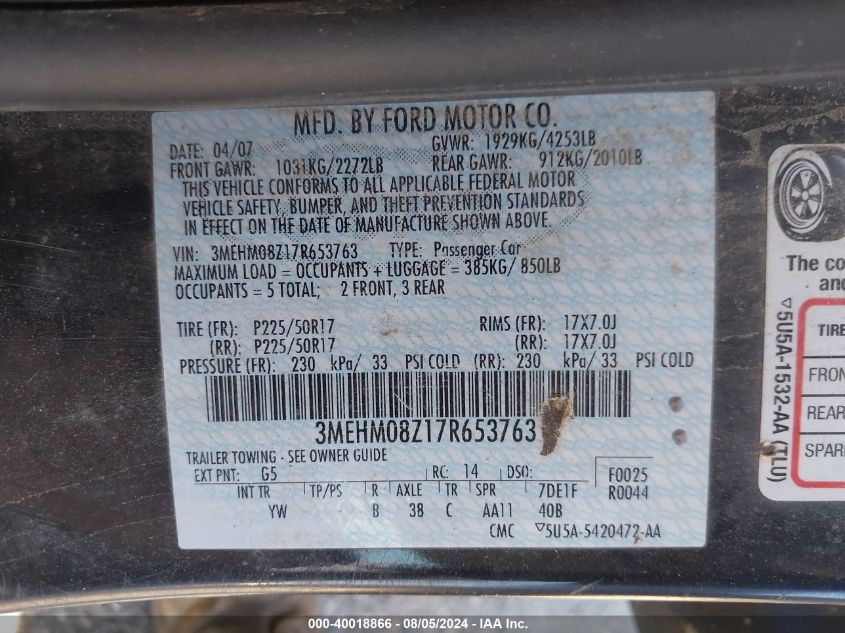 MFD. BY FORD MOTOR CO.
DATE: 04/07 GVWR: 1929KG/4253LB
FRONT GAWR: 1031KG/2272LB REAR GAWR: 912KG/2010LB
THIS VEHICLE CONFORMS TO ALL APPLICABLE FEDERAL MOTOR
VEHICLE SAFETY, BUMPER, AND THEFT PREVENTION STANDARDS
IN EFFECT ON THE DATE OF MANUFACTURE SHOWN ABOVE.
VIN: 3MEHM08Z17R653763 TYPE: Passenger Car
MAXIMUM LOAD = OCCUPANTS + LUGGAGE = 385KG/ 850LB
OCCUPANTS = 5 TOTAL; 2 FRONT, 3 REAR
TIRE (FR): P225/50R17 RIMS (FR): 17X7.0J
(RR): P225/50R17 (RR): 17X7.0J
PRESSURE (FR): 230 kPa/ 33 PSI COLD (RR): 230 kPa/ 33 PSI COLD
3MEHM08Z17R653763
TRAILER TOWING - SEE OWNER GUIDE
EXT PNT: G5 RC: 14 DSO: F0025
INT TR TP/PS R AXLE TR SPR 7DE1F R0044
YW B 38 C AA11 40B
CMC ▽5U5A-5420472-AA
▽5U5A-1532-AA (TLU)
The co
and
TIRE
FRON
REAR
SPAR
000-40018866 - 08/05/2024 - IAA Inc.